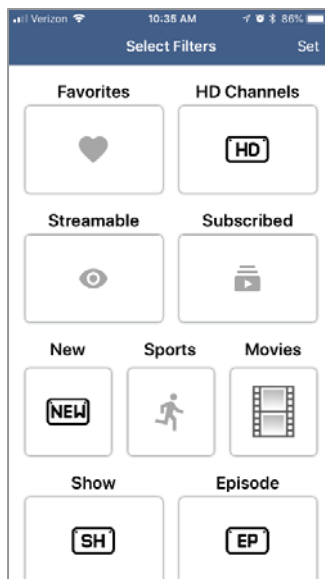 Verizon 10:35 AM 86%
Select Filters Set
Favorites HD Channels
HD
Streamable Subscribed
New Sports Movies
NEW
Show Episode
SH EP